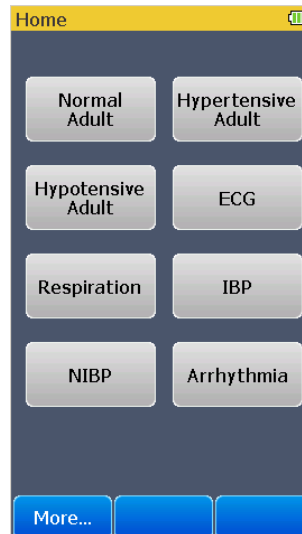 Home
Normal
Adult
Hypertensive
Adult
Hypotensive
Adult
ECG
Respiration
IBP
NIBP
Arrhythmia
More...